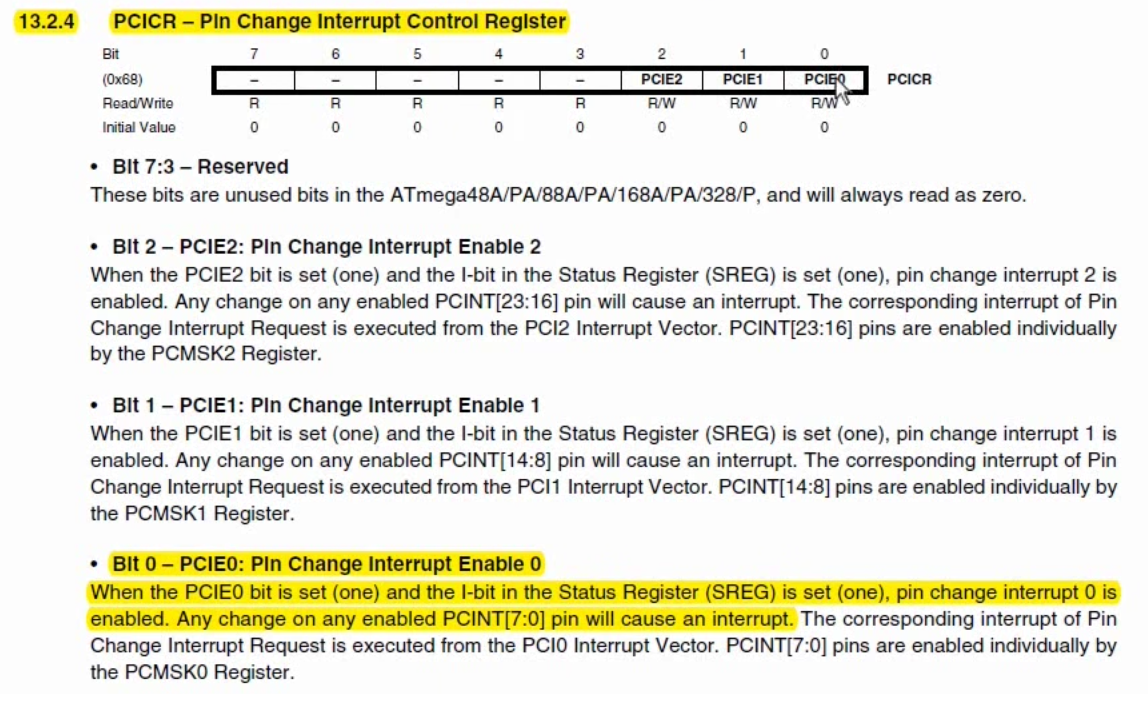 13.2.4 PCICR – Pin Change Interrupt Control Register
Bit 7 6 5 4 3 2 1 0
(0x68) – – – – – PCIE2 PCIE1 PCIE0 PCICR
Read/Write R R R R R R/W R/W R/W
Initial Value 0 0 0 0 0 0 0 0
• Bit 7:3 – Reserved
These bits are unused bits in the ATmega48A/PA/88A/PA/168A/PA/328/P, and will always read as zero.
• Bit 2 – PCIE2: Pin Change Interrupt Enable 2
When the PCIE2 bit is set (one) and the I-bit in the Status Register (SREG) is set (one), pin change interrupt 2 is
enabled. Any change on any enabled PCINT[23:16] pin will cause an interrupt. The corresponding interrupt of Pin
Change Interrupt Request is executed from the PCI2 Interrupt Vector. PCINT[23:16] pins are enabled individually
by the PCMSK2 Register.
• Bit 1 – PCIE1: Pin Change Interrupt Enable 1
When the PCIE1 bit is set (one) and the I-bit in the Status Register (SREG) is set (one), pin change interrupt 1 is
enabled. Any change on any enabled PCINT[14:8] pin will cause an interrupt. The corresponding interrupt of Pin
Change Interrupt Request is executed from the PCI1 Interrupt Vector. PCINT[14:8] pins are enabled individually by
the PCMSK1 Register.
• Bit 0 – PCIE0: Pin Change Interrupt Enable 0
When the PCIE0 bit is set (one) and the I-bit in the Status Register (SREG) is set (one), pin change interrupt 0 is
enabled. Any change on any enabled PCINT[7:0] pin will cause an interrupt. The corresponding interrupt of Pin
Change Interrupt Request is executed from the PCI0 Interrupt Vector. PCINT[7:0] pins are enabled individually by
the PCMSK0 Register.